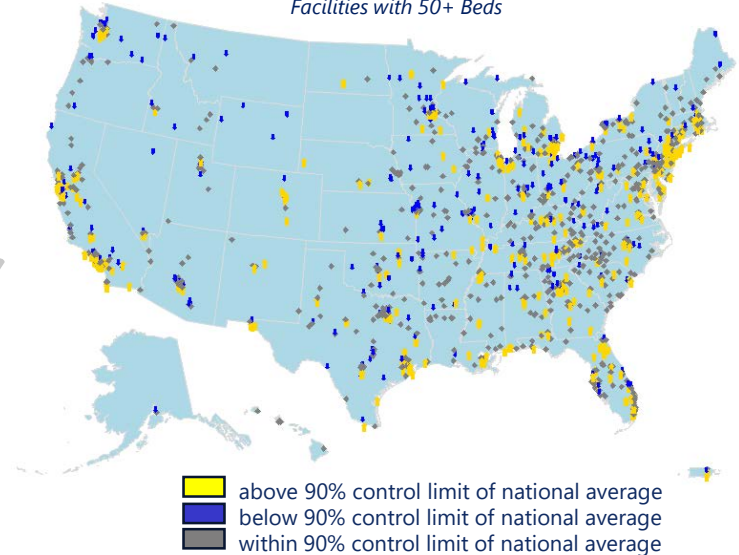 Facilities with 50+ Beds
above 90% control limit of national average
below 90% control limit of national average
within 90% control limit of national average